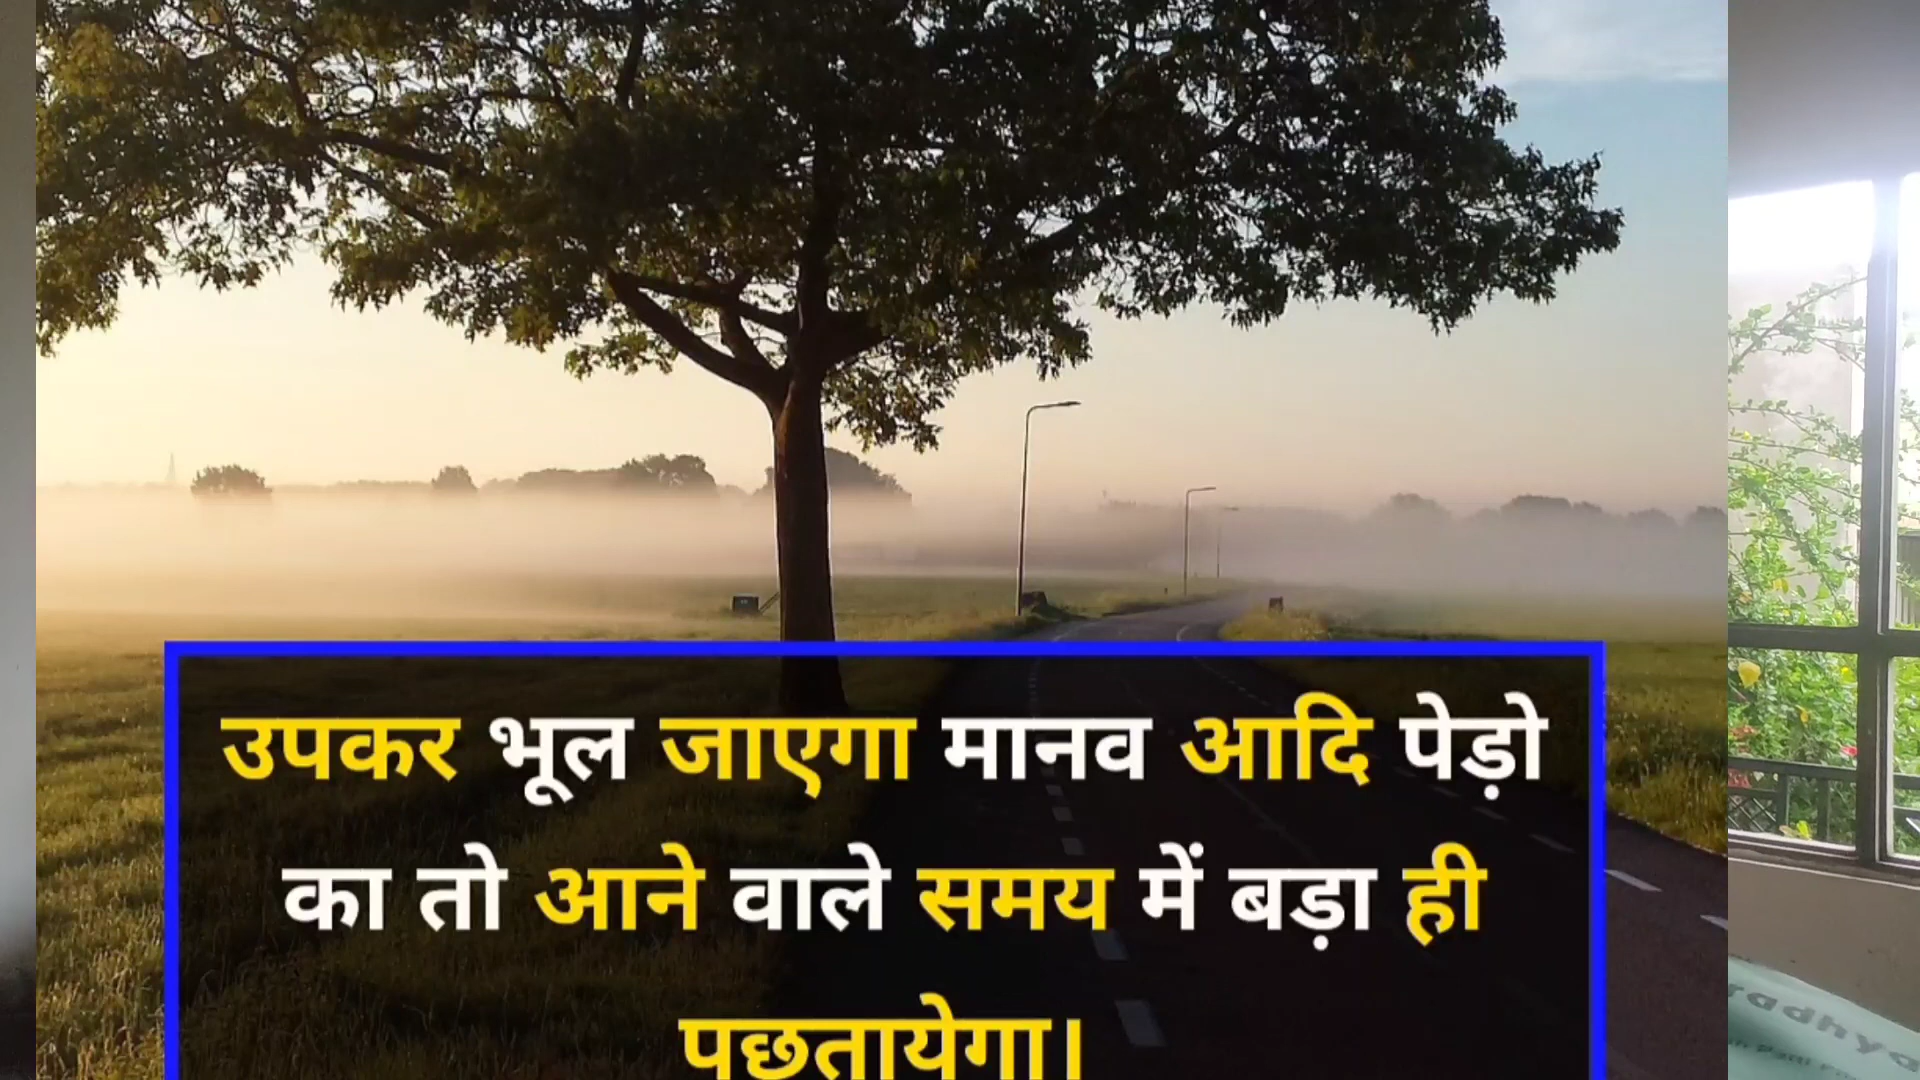 उपकर भूल जाएगा मानव आदि पेड़ो
का तो आने वाले समय में बड़ा ही
पछतायेगा।